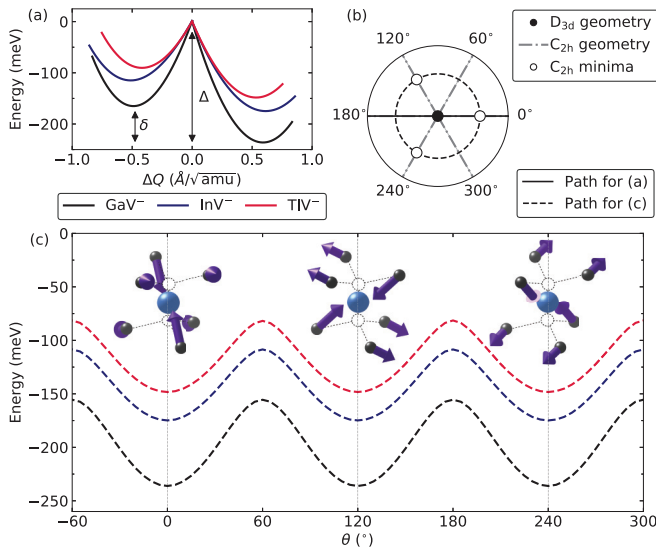 (a)
Energy (meV)
0
−50
−100
−150
−200
δ
Δ
−1.0
−0.5
0.0
0.5
1.0
ΔQ (Å/√amu)
GaV⁻
InV⁻
TlV⁻
(b)
120°
60°
180°
0°
240°
300°
D₃d geometry
C₂h geometry
C₂h minima
Path for (a)
Path for (c)
(c)
Energy (meV)
0
−50
−100
−150
−200
−250
−60
0
60
120
180
240
300
θ (°)